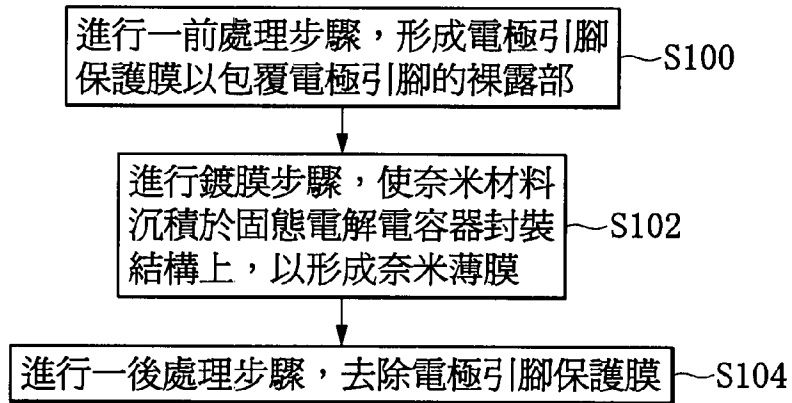 進行一前處理步驟，形成電極引腳
保護膜以包覆電極引腳的裸露部
S100
進行鍍膜步驟，使奈米材料
沉積於固態電解電容器封裝
結構上，以形成奈米薄膜
S102
進行一後處理步驟，去除電極引腳保護膜
S104